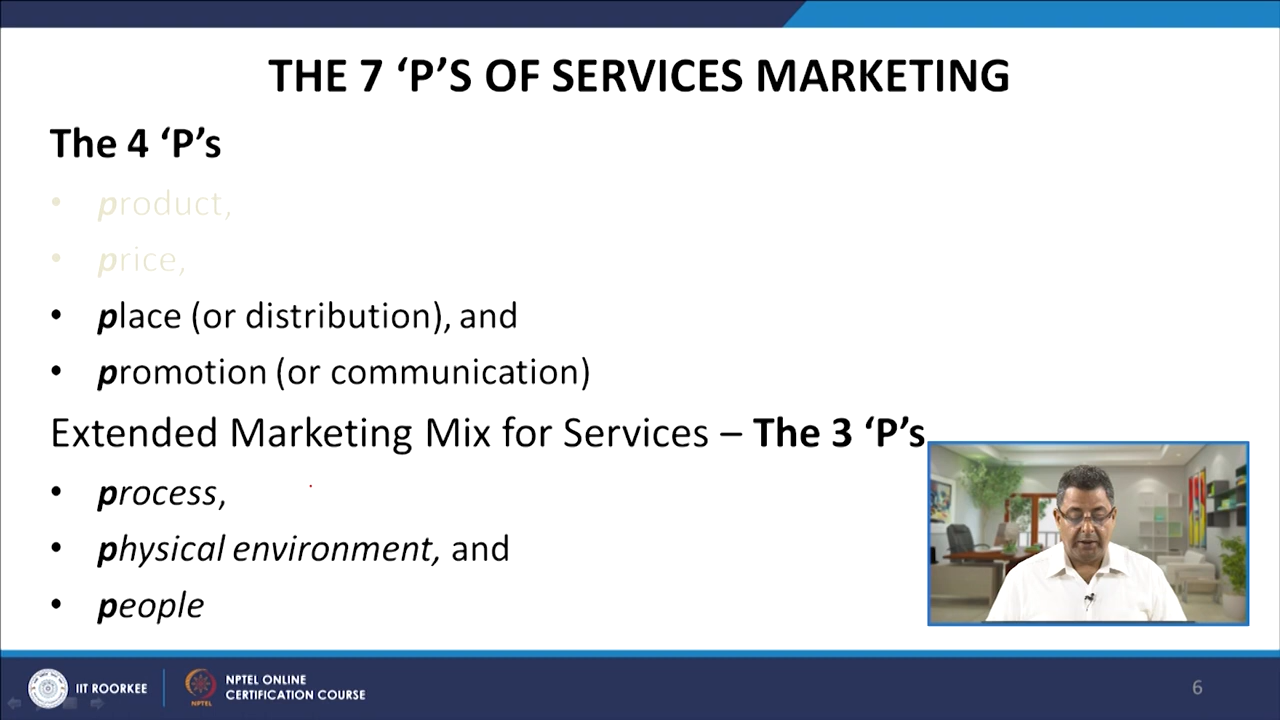 THE 7 ‘P’S OF SERVICES MARKETING
The 4 ‘P’s
• product,
• price,
• place (or distribution), and
• promotion (or communication)
Extended Marketing Mix for Services – The 3 ‘P’s
• process,
• physical environment, and
• people
IIT ROORKEE
NPTEL
NPTEL ONLINE
CERTIFICATION COURSE
6